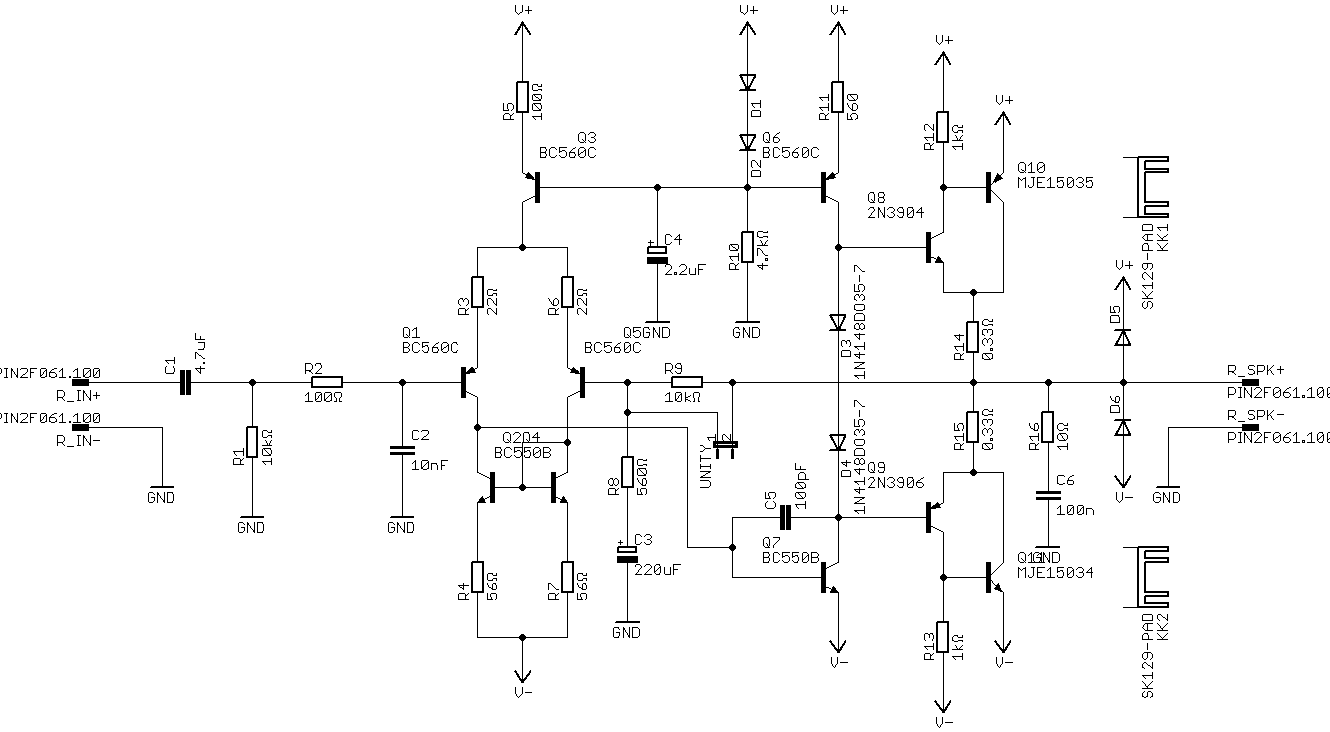 V+
V+
V+
V+
V+
R5
100Ω
D1
R11
560
R12
1kΩ
Q3
BC560C
D2
Q6
BC560C
Q10
MJE15035
Q8
2N3904
C4
+
2.2uF
R10
4.7kΩ
GND
GND
SK129-PAD
KK1
R3
22Ω
R6
22Ω
V+
D5
D3
1N4148DO35-7
R14
0.33Ω
Q1
BC560C
Q5
BC560C
C1
4.7uF
PIN2F061.100
R_IN+
PIN2F061.100
R_IN-
R2
100Ω
R9
10kΩ
R_SPK+
PIN2F061.100
R_SPK-
PIN2F061.100
D6
V-
GND
R1
10kΩ
GND
C2
10nF
GND
GND
Q2
Q4
BC550B
R8
560Ω
UNITY
1
2
D4
1N4148DO35-7
R15
0.33Ω
R16
10Ω
C6
100n
GND
C5
100pF
Q9
2N3906
Q7
BC550B
Q11
MJE15034
C3
+
220uF
GND
R4
56Ω
R7
56Ω
R13
1kΩ
V-
V-
V-
V-
SK129-PAD
KK2